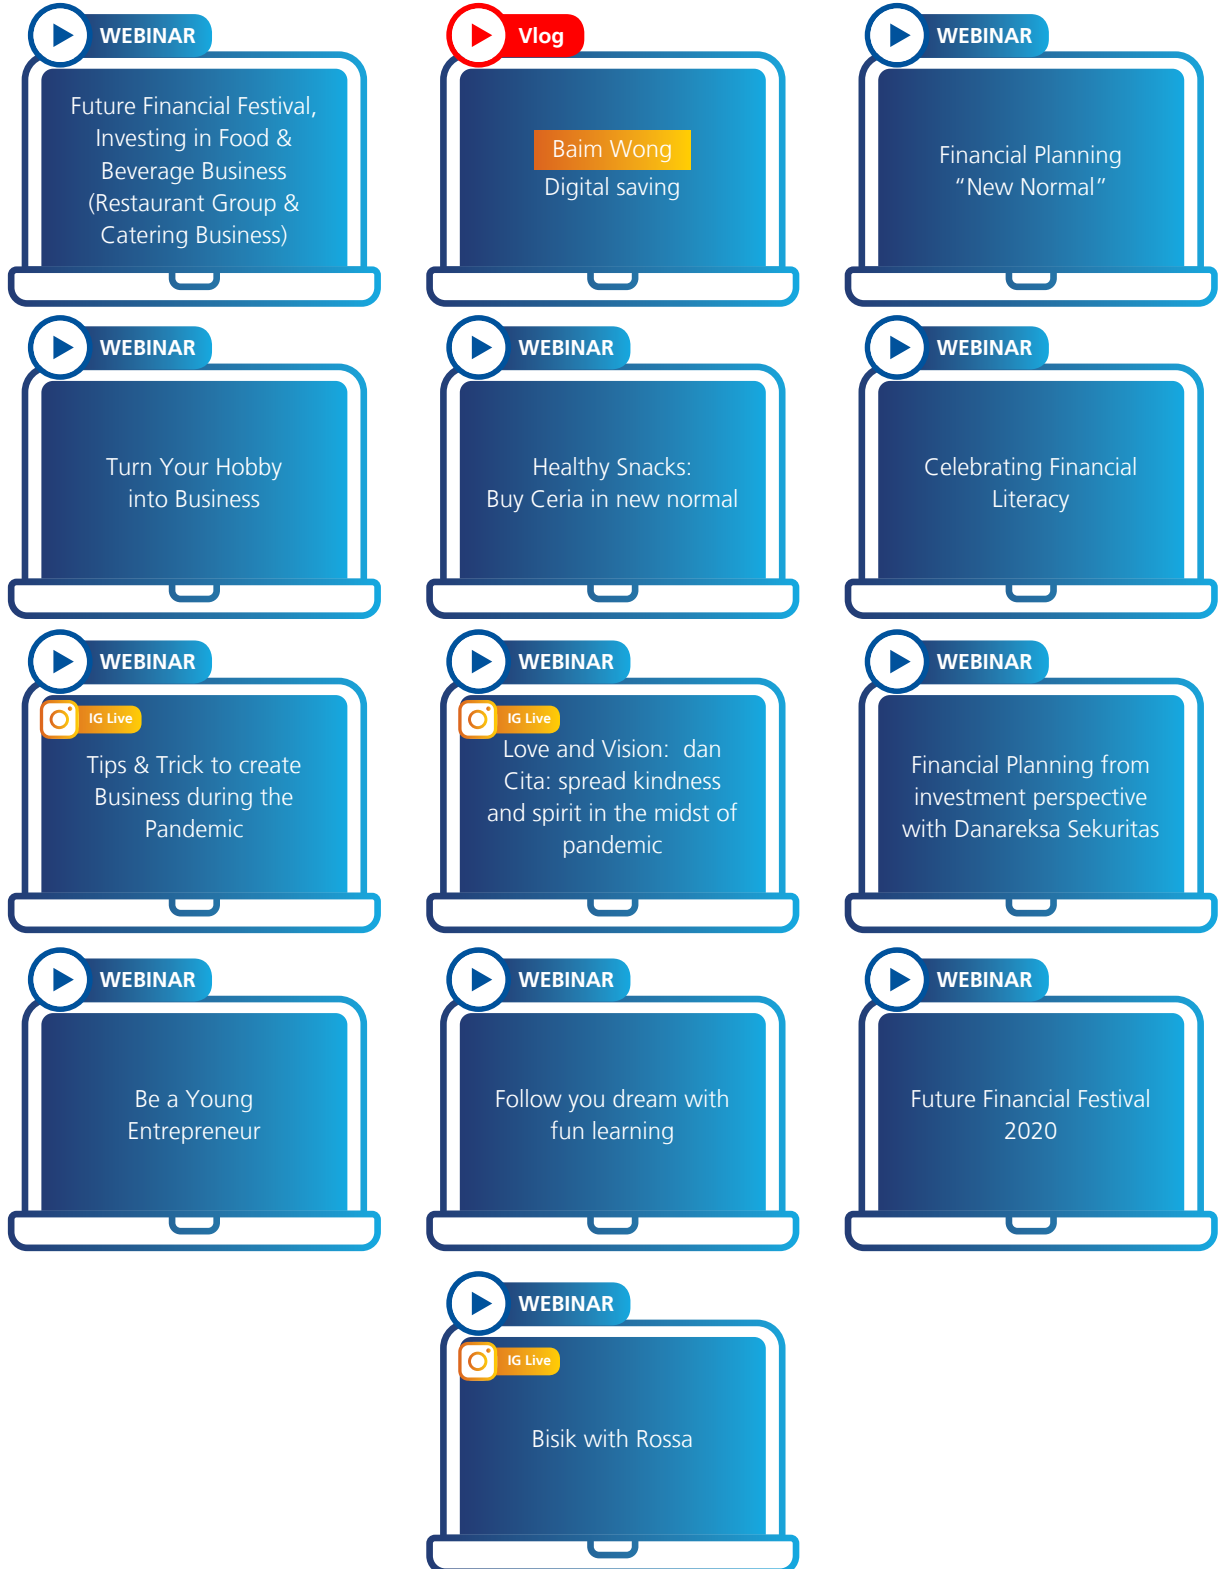 WEBINAR
Future Financial Festival,
Investing in Food &
Beverage Business
(Restaurant Group &
Catering Business)
Vlog
Baim Wong
Digital saving
WEBINAR
Financial Planning
“New Normal”
WEBINAR
Turn Your Hobby
into Business
WEBINAR
Healthy Snacks:
Buy Ceria in new normal
WEBINAR
Celebrating Financial
Literacy
WEBINAR
IG Live
Tips & Trick to create
Business during the
Pandemic
WEBINAR
IG Live
Love and Vision: dan
Cita: spread kindness
and spirit in the midst of
pandemic
WEBINAR
Financial Planning from
investment perspective
with Danareksa Sekuritas
WEBINAR
Be a Young
Entrepreneur
WEBINAR
Follow you dream with
fun learning
WEBINAR
Future Financial Festival
2020
WEBINAR
IG Live
Bisik with Rossa